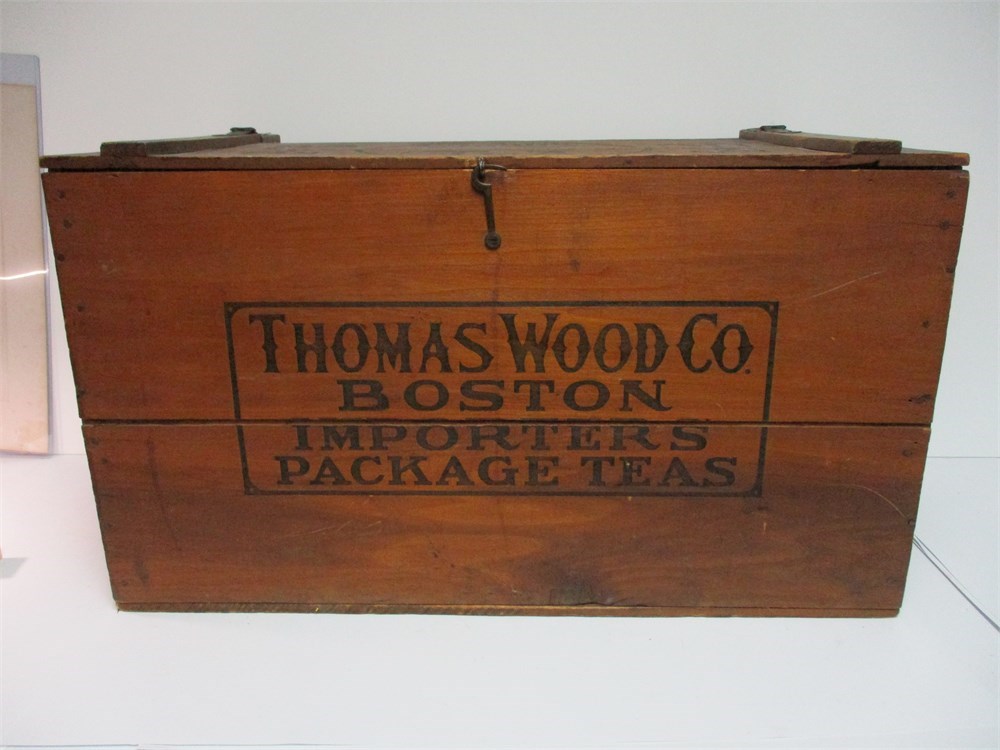 THOMAS WOOD CO.
BOSTON
IMPORTERS
PACKAGE TEAS